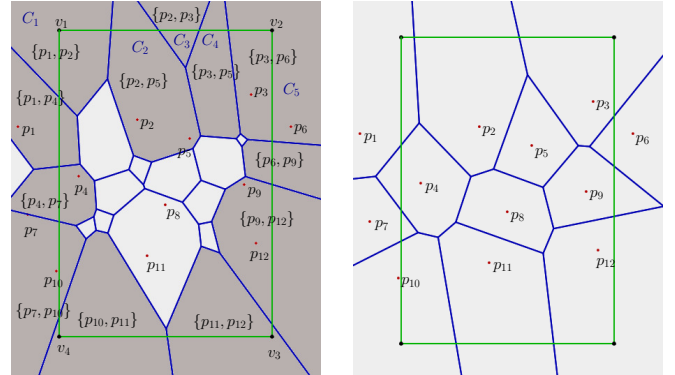 C₁
v₁
{p₂, p₃}
v₂
{p₁, p₂}
C₂
C₃
C₄
{p₃, p₆}
{p₂, p₅}
{p₃, p₅}
C₅
{p₁, p₄}
p₃
p₁
p₂
p₅
p₆
{p₆, p₉}
p₄
p₉
{p₄, p₇}
p₈
{p₉, p₁₂}
p₇
p₁₂
p₁₁
p₁₀
{p₇, p₁₀}
{p₁₀, p₁₁}
{p₁₁, p₁₂}
v₄
v₃
p₃
p₁
p₂
p₅
p₆
p₄
p₉
p₇
p₈
p₁₂
p₁₁
p₁₀